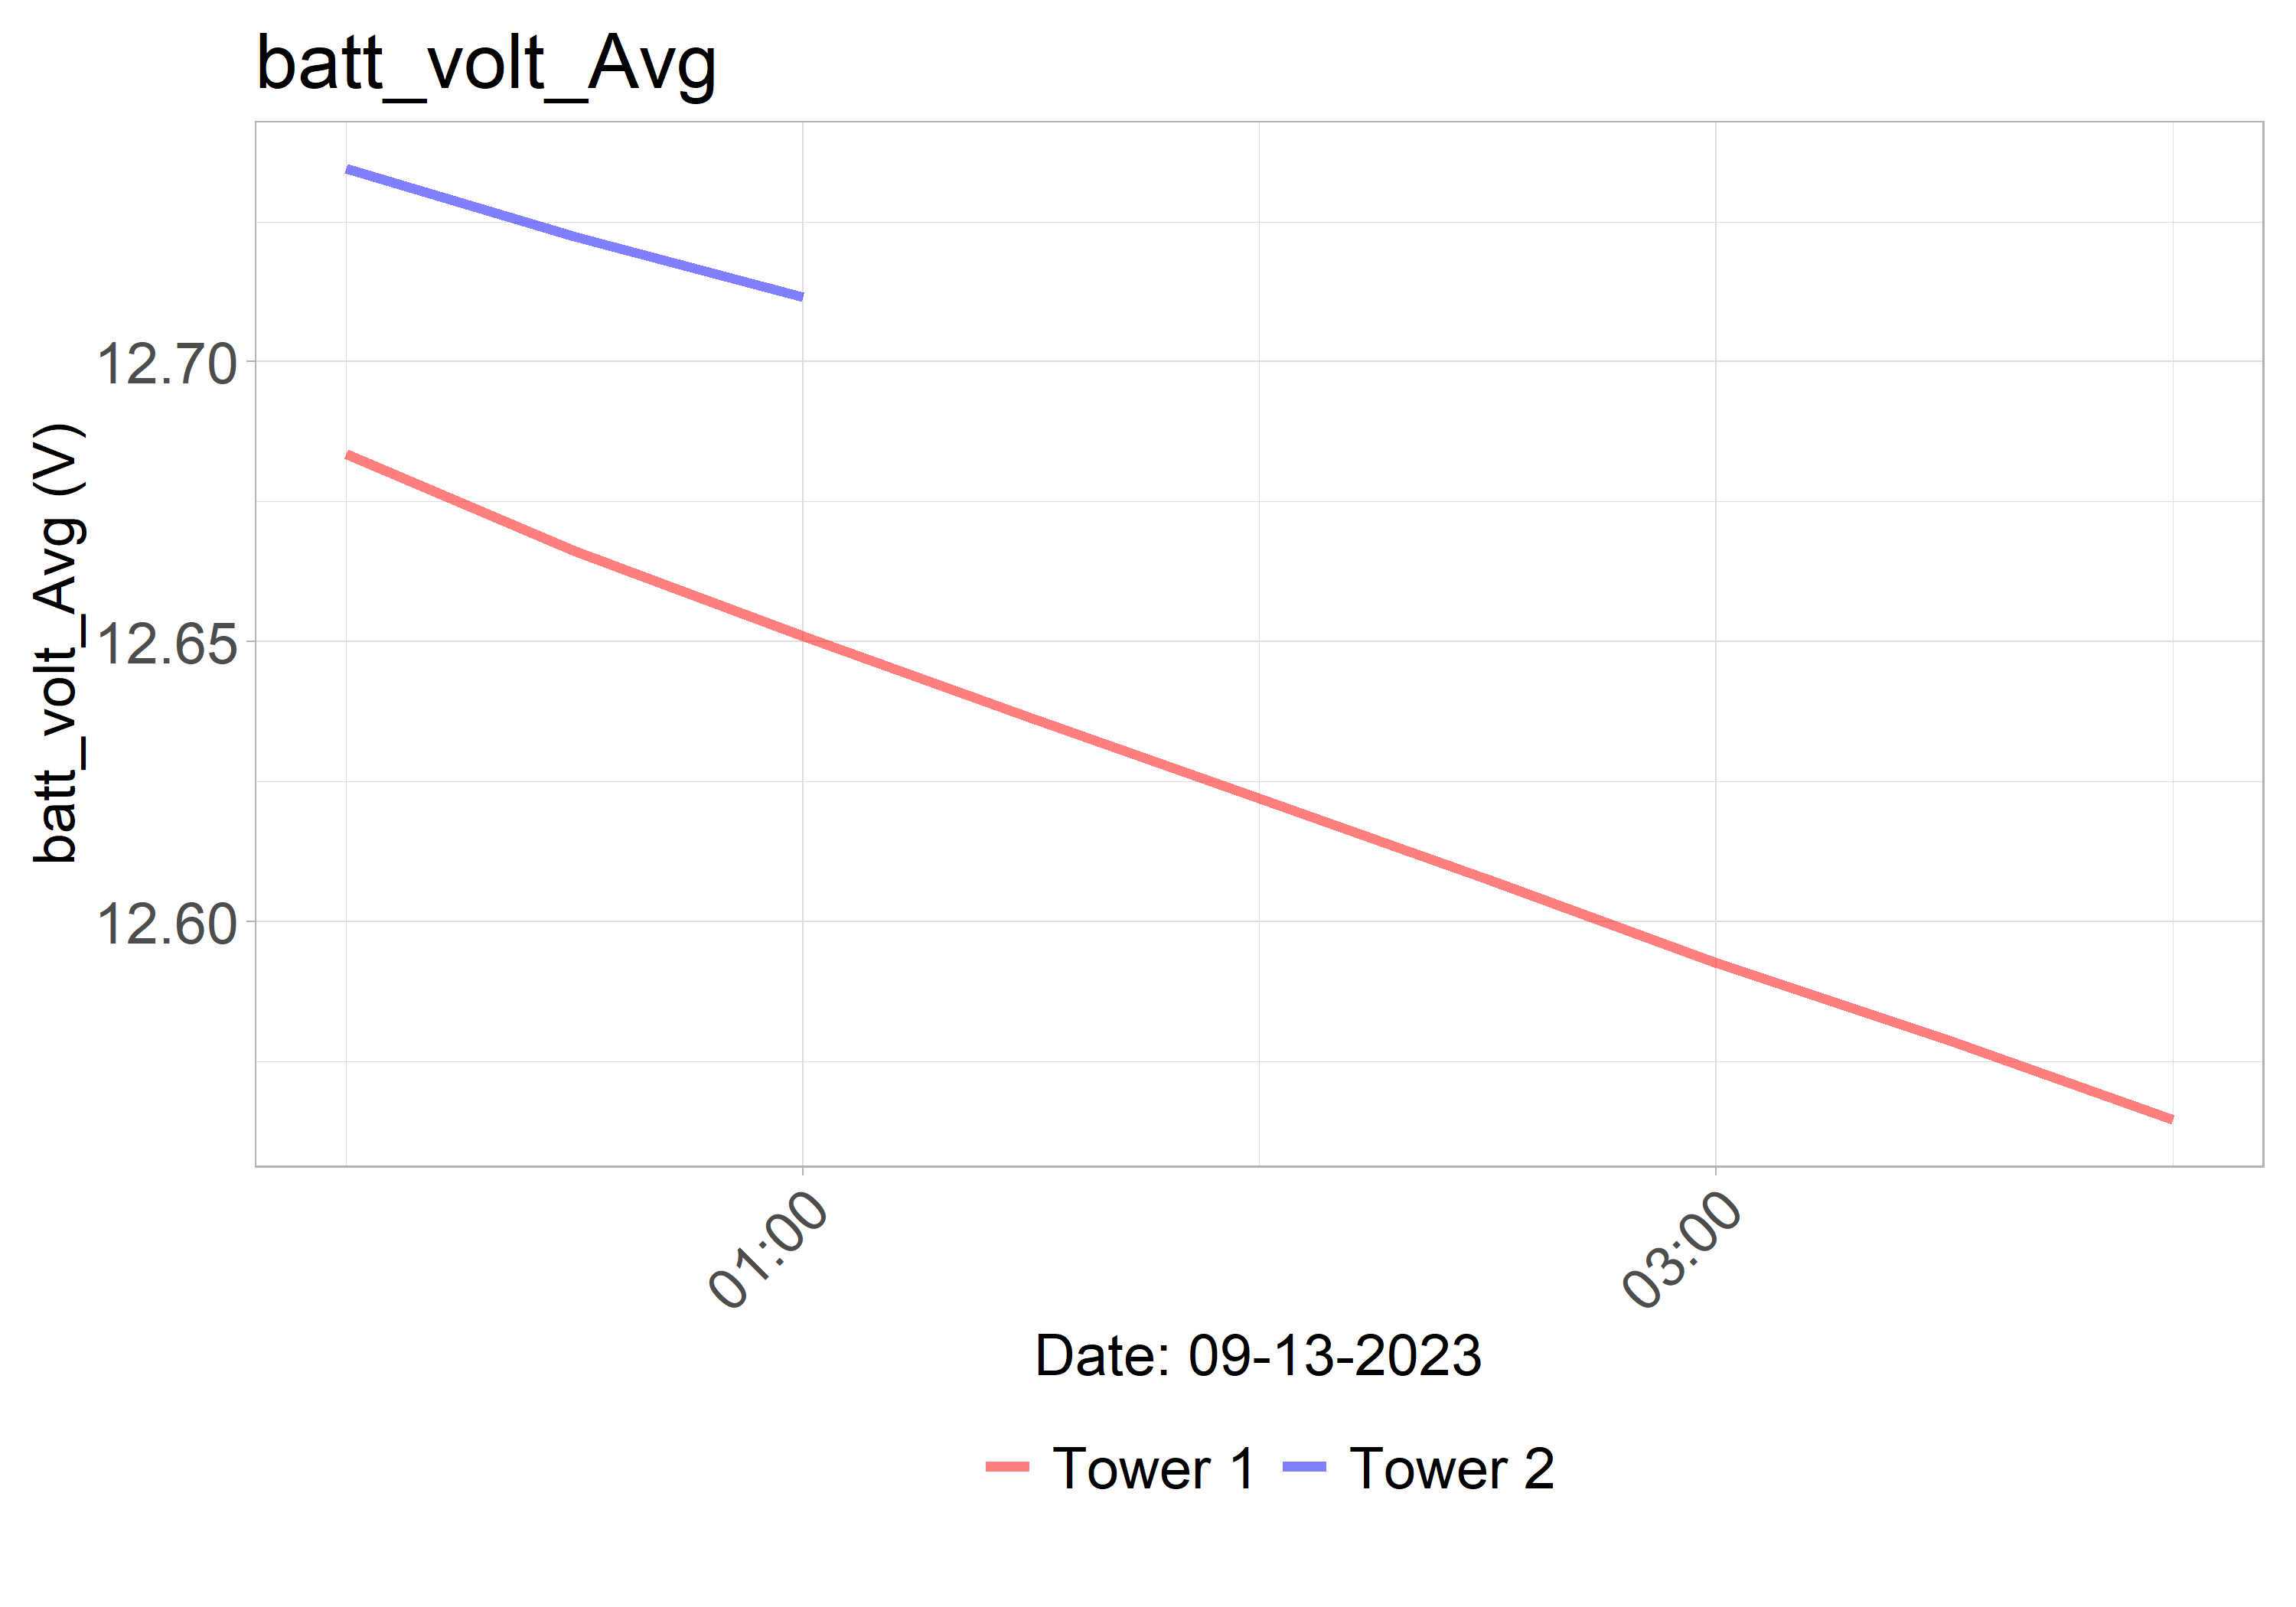 batt_volt_Avg
batt_volt_Avg (V)
12.70
12.65
12.60
01:00
03:00
Date: 09-13-2023
Tower 1
Tower 2